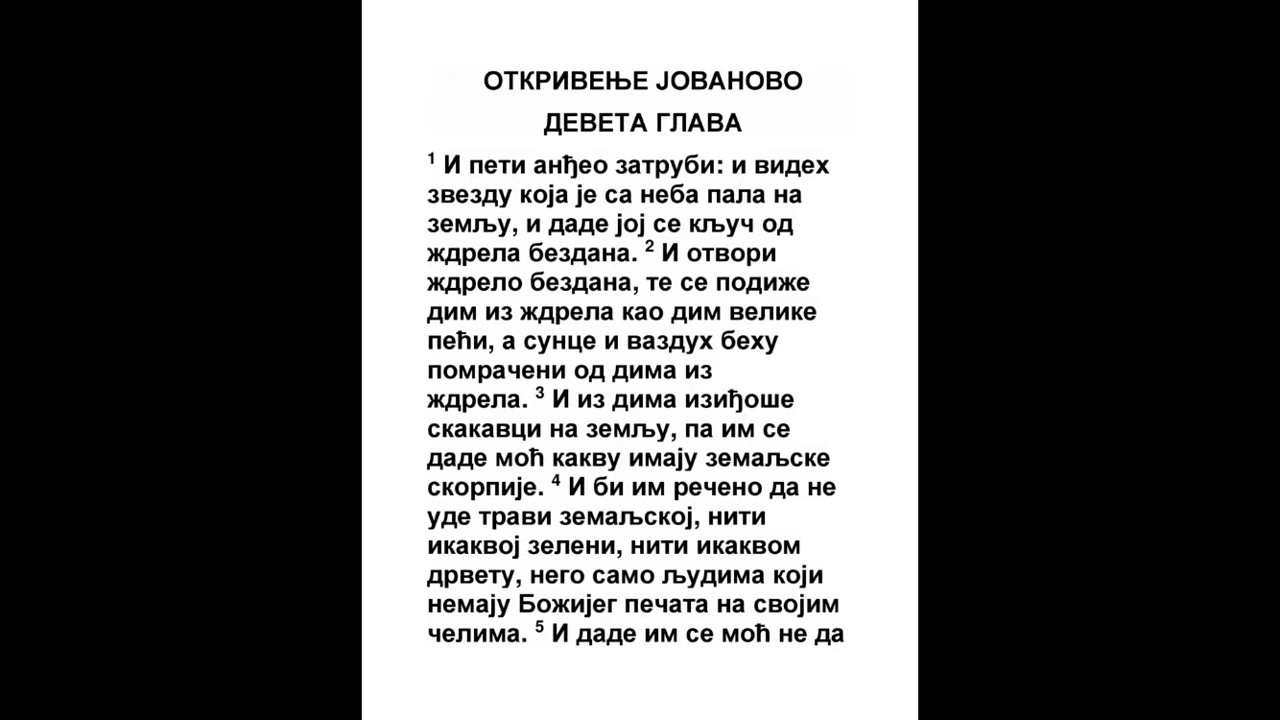 ОТКРИВЕЊЕ ЈОВАНОВО
ДЕВЕТА ГЛАВА
1 И пети анђео затруби: и видех
звезду која је са неба пала на
земљу, и даде јој се кључ од
ждрела бездана. 2 И отвори
ждрело бездана, те се подиже
дим из ждрела као дим велике
пећи, а сунце и ваздух беху
помрачени од дима из
ждрела. 3 И из дима изиђоше
скакавци на земљу, па им се
даде моћ какву имају земаљске
скорпије. 4 И би им речено да не
уде трави земаљској, нити
икаквој зелени, нити икаквом
дрвету, него само људима који
немају Божијег печата на својим
челима. 5 И даде им се моћ не да